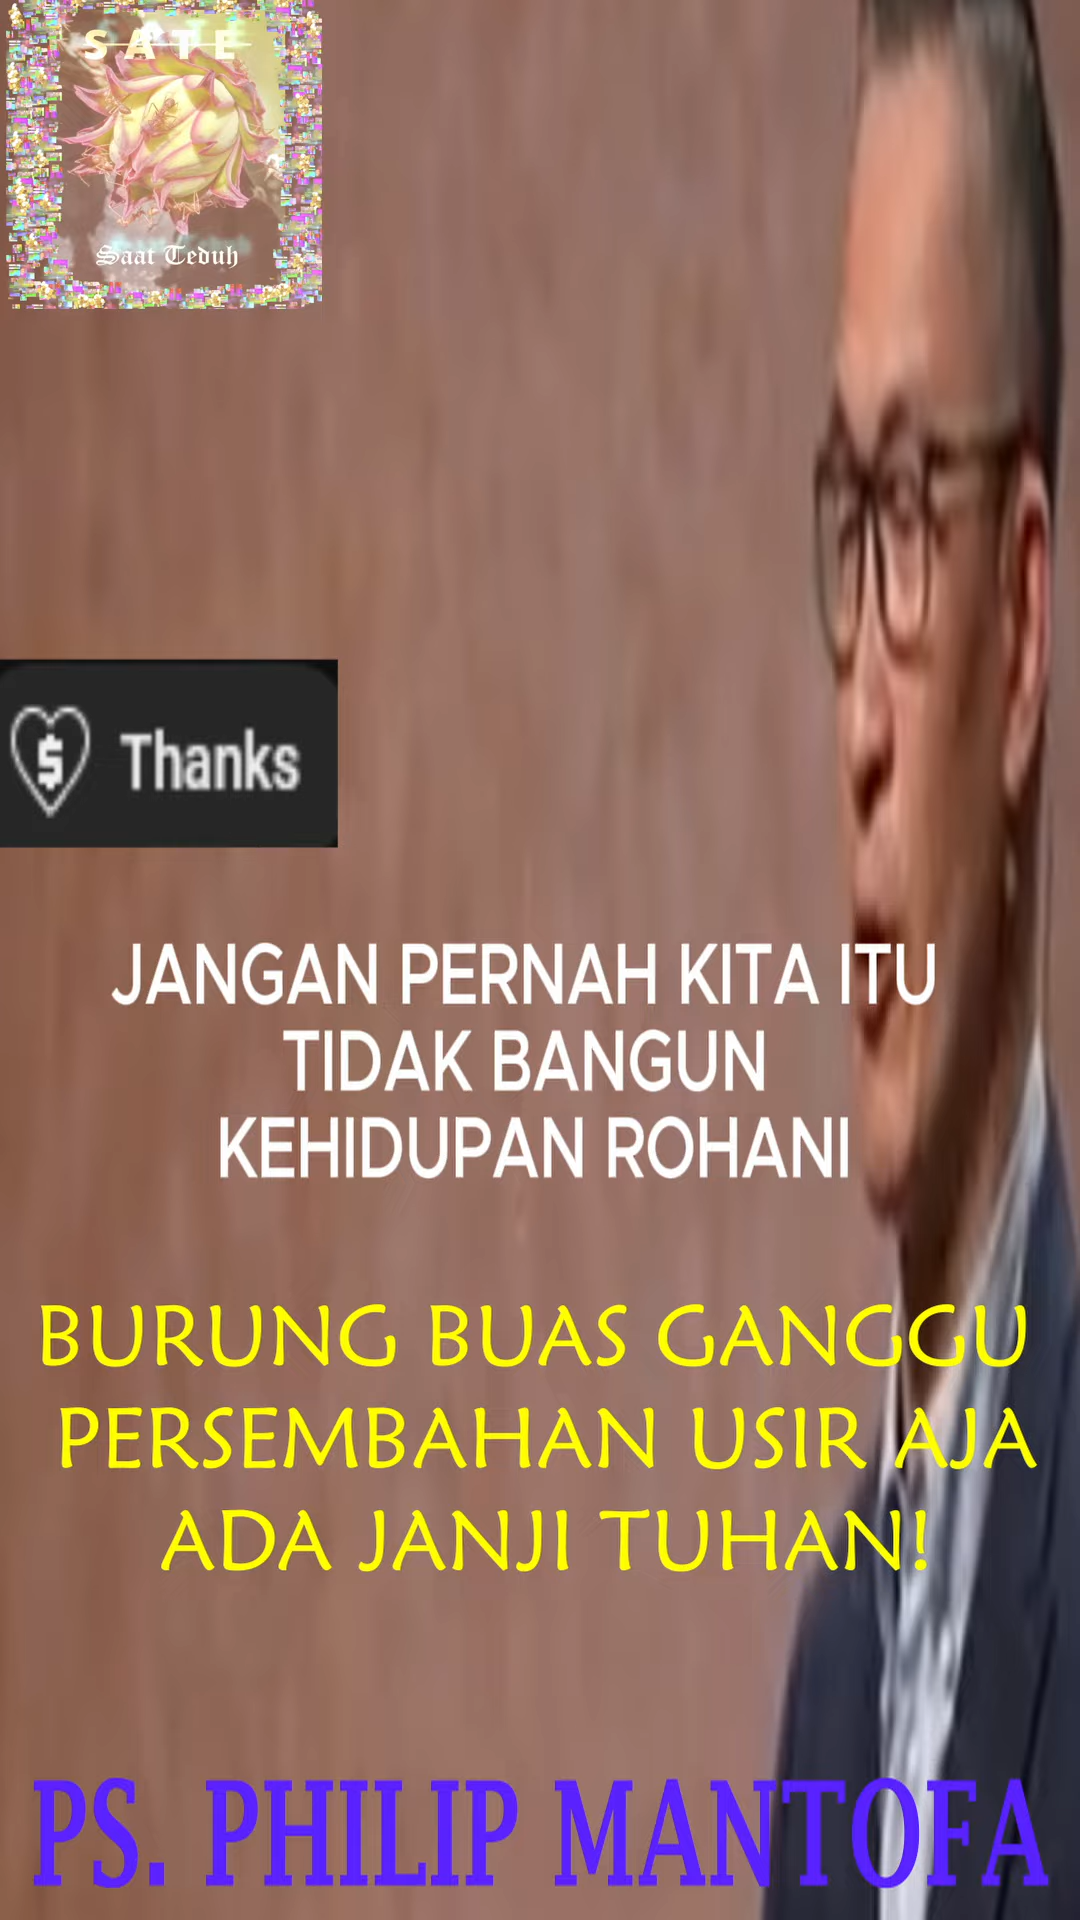 SATE
Saat Teduh
Thanks
JANGAN PERNAH KITA ITU
TIDAK BANGUN
KEHIDUPAN ROHANI
BURUNG BUAS GANGGU
PERSEMBAHAN USIR AJA
ADA JANJI TUHAN!
PS. PHILIP MANTOFA